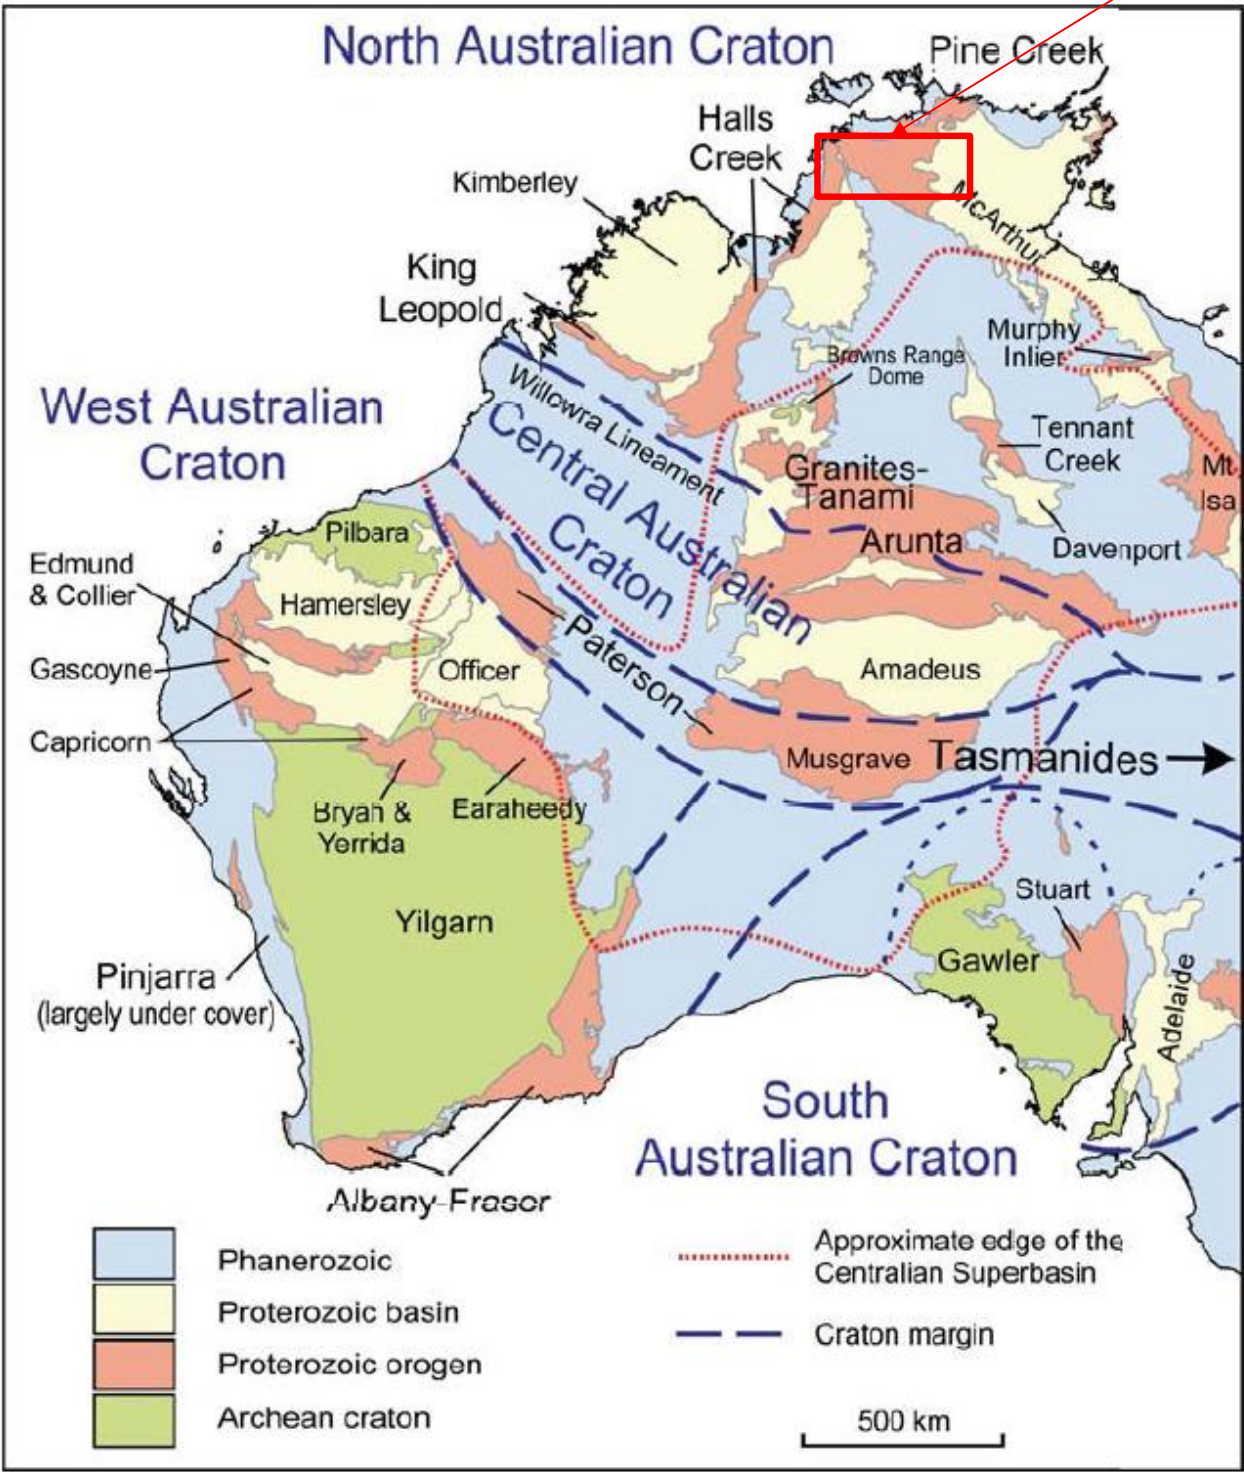 North Australian Craton
Pine Creek
Halls
Creek
Kimberley
McArthur
King
Leopold
Murphy
Inlier
Browns Range
Dome
Willowra Lineament
West Australian
Craton
Central Australian
Craton
Tennant
Creek
Mt
Isa
Granites-
Tanami
Pilbara
Arunta
Davenport
Edmund
& Collier
Hamersley
Paterson
Gascoyne
Officer
Amadeus
Capricorn
Musgrave
Tasmanides
Bryah &
Yerrida
Earaheedy
Stuart
Yilgarn
Gawler
Pinjarra
(largely under cover)
Adelaide
South
Australian Craton
Albany-Fraser
Phanerozoic
Proterozoic basin
Proterozoic orogen
Archean craton
Approximate edge of the
Centralian Superbasin
Craton margin
500 km